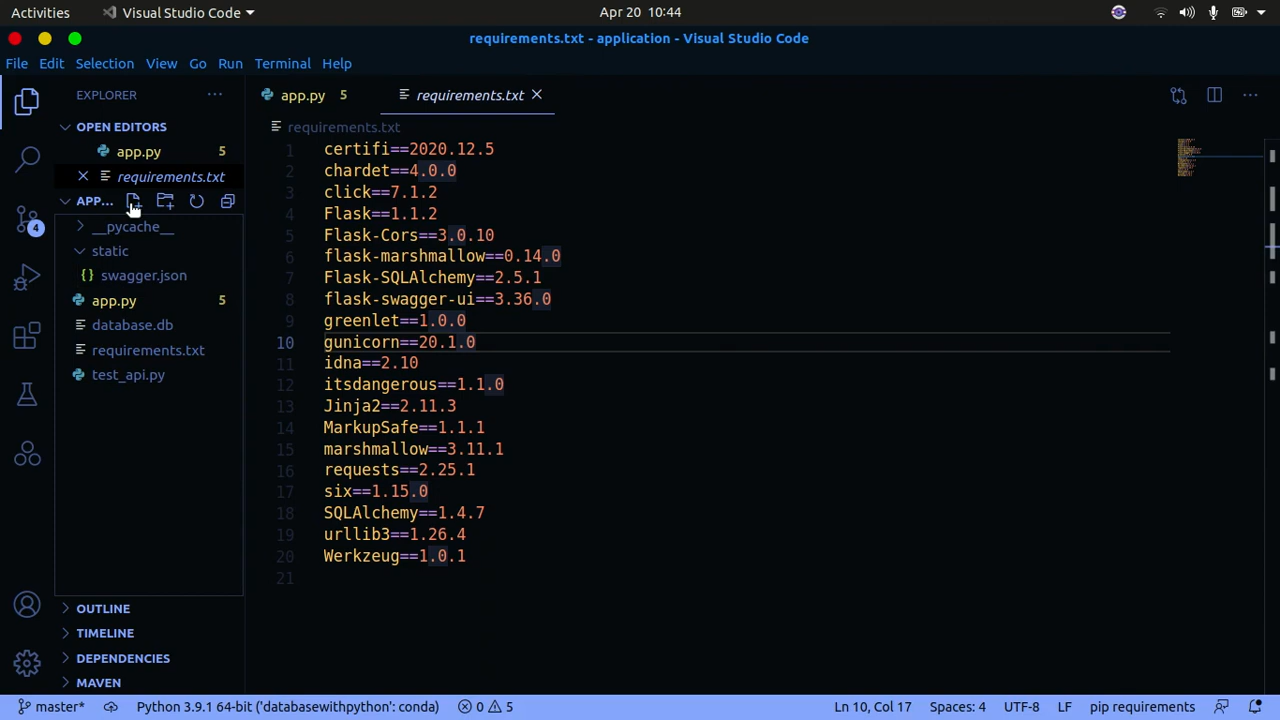 Activities
Visual Studio Code
Apr 20 10:44
requirements.txt - application - Visual Studio Code
File Edit Selection View Go Run Terminal Help
EXPLORER
OPEN EDITORS
app.py 5
requirements.txt
APP...
__pycache__
static
{} swagger.json
app.py 5
database.db
requirements.txt
test_api.py
OUTLINE
TIMELINE
DEPENDENCIES
MAVEN
4
app.py 5
requirements.txt
requirements.txt
1 certifi==2020.12.5
2 chardet==4.0.0
3 click==7.1.2
4 Flask==1.1.2
5 Flask-Cors==3.0.10
6 flask-marshmallow==0.14.0
7 Flask-SQLAlchemy==2.5.1
8 flask-swagger-ui==3.36.0
9 greenlet==1.0.0
10 gunicorn==20.1.0
11 idna==2.10
12 itsdangerous==1.1.0
13 Jinja2==2.11.3
14 MarkupSafe==1.1.1
15 marshmallow==3.11.1
16 requests==2.25.1
17 six==1.15.0
18 SQLAlchemy==1.4.7
19 urllib3==1.26.4
20 Werkzeug==1.0.1
21
master* Python 3.9.1 64-bit ('databasewithpython': conda) 0 5 Ln 10, Col 17 Spaces: 4 UTF-8 LF pip requirements